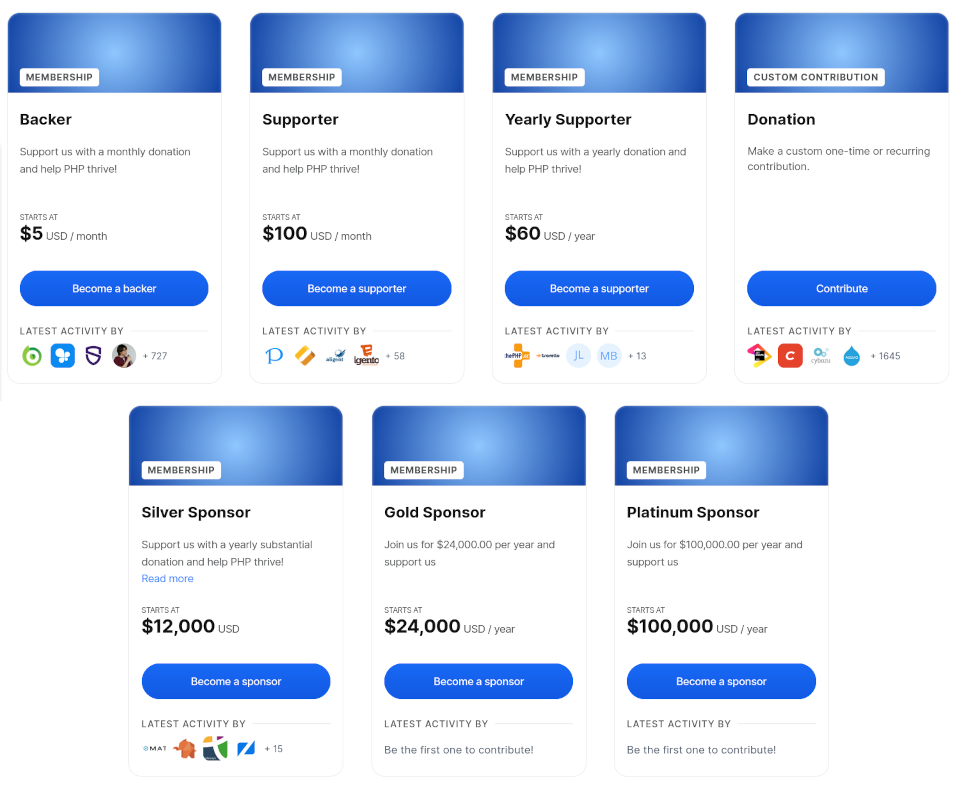 MEMBERSHIP
Backer
Support us with a monthly donation
and help PHP thrive!
STARTS AT
$5 USD / month
Become a backer
LATEST ACTIVITY BY
+ 727
MEMBERSHIP
Supporter
Support us with a monthly donation
and help PHP thrive!
STARTS AT
$100 USD / month
Become a supporter
LATEST ACTIVITY BY
aligent
igento
+ 58
MEMBERSHIP
Yearly Supporter
Support us with a yearly donation and
help PHP thrive!
STARTS AT
$60 USD / year
Become a supporter
LATEST ACTIVITY BY
JL
MB
+ 13
CUSTOM CONTRIBUTION
Donation
Make a custom one-time or recurring
contribution.
Contribute
LATEST ACTIVITY BY
C
cybozu
+ 1645
MEMBERSHIP
Silver Sponsor
Support us with a yearly substantial
donation and help PHP thrive!
Read more
STARTS AT
$12,000 USD
Become a sponsor
LATEST ACTIVITY BY
+ 15
MEMBERSHIP
Gold Sponsor
Join us for $24,000.00 per year and
support us
STARTS AT
$24,000 USD / year
Become a sponsor
LATEST ACTIVITY BY
Be the first one to contribute!
MEMBERSHIP
Platinum Sponsor
Join us for $100,000.00 per year and
support us
STARTS AT
$100,000 USD / year
Become a sponsor
LATEST ACTIVITY BY
Be the first one to contribute!